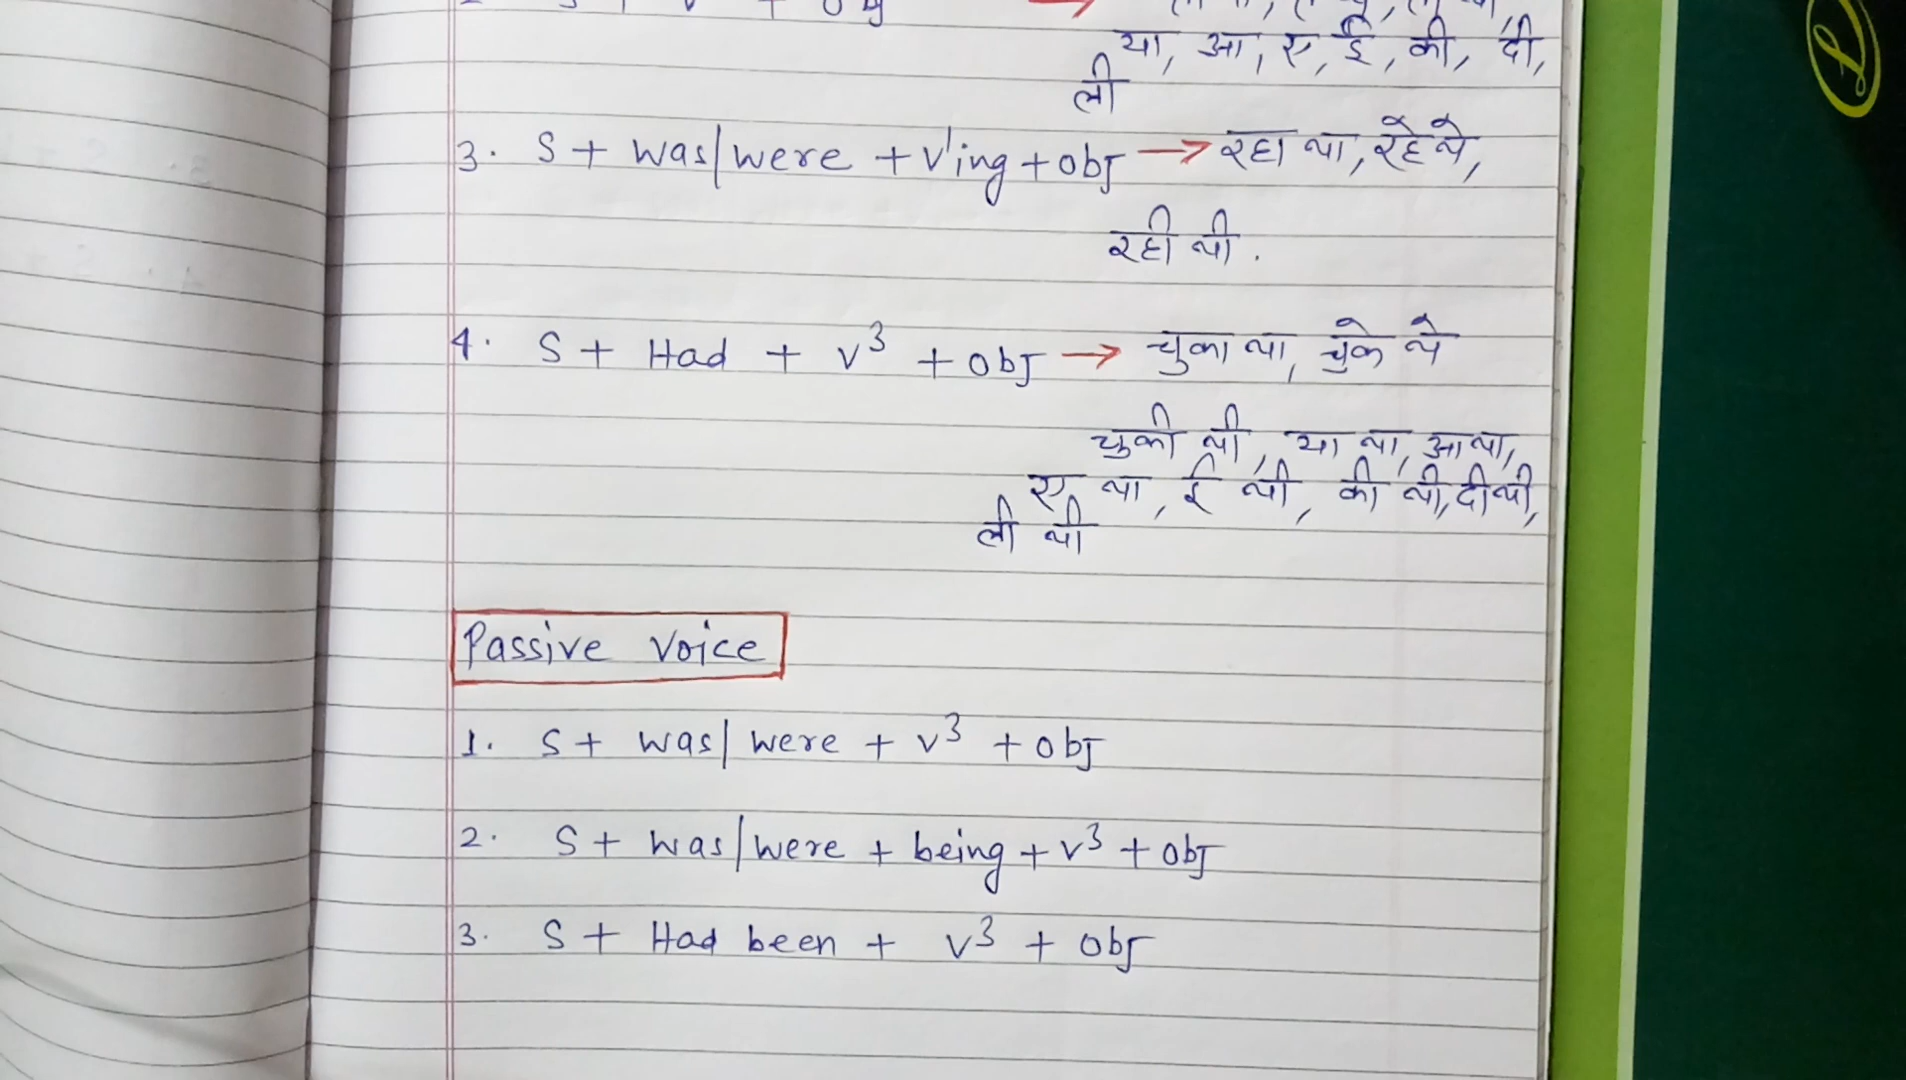 या, आ, ए, ई, की, दी,
ली
3. S + was/were + v'ing + obj → रहा था, रहे थे,
रही थी.
4. S + Had + v³ + obj → चुका था, चुके थे
चुकी थी, या था, आ था,
ए था, ई थी, की थी, दी थी,
ली थी
Passive Voice
1. S + was/were + v³ + obj
2. S + was/were + being + v³ + obj
3. S + Had been + v³ + obj